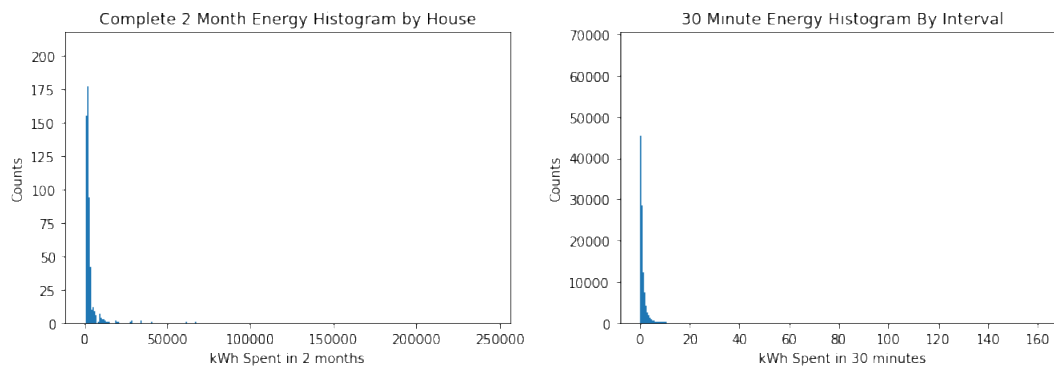 Complete 2 Month Energy Histogram by House
200
175
150
125
100
75
50
25
0
Counts
0 50000 100000 150000 200000 250000
kWh Spent in 2 months
30 Minute Energy Histogram By Interval
70000
60000
50000
40000
30000
20000
10000
0
Counts
0 20 40 60 80 100 120 140 160
kWh Spent in 30 minutes